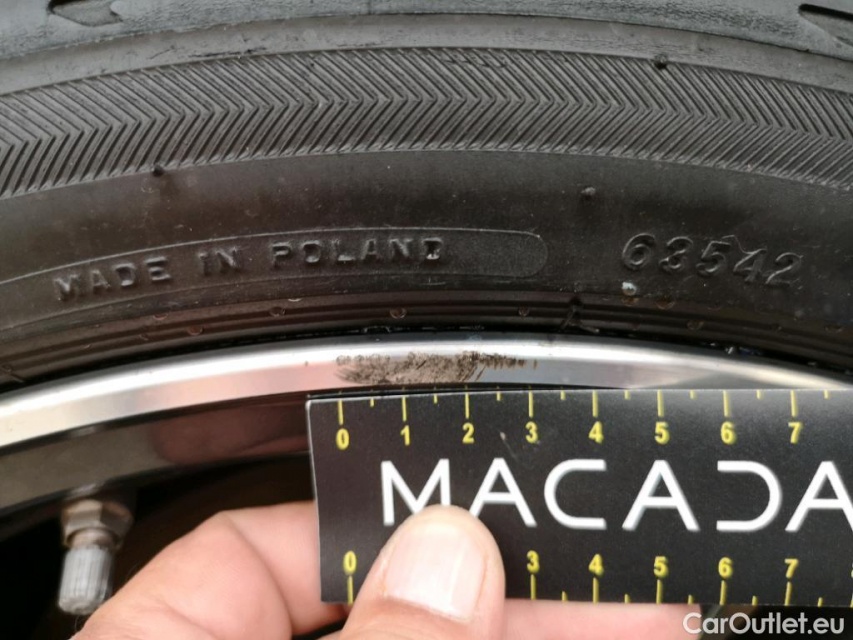 MADE IN POLAND
63542
0 1 2 3 4 5 6 7
MACADA
0 3 4 5 6 7
CarOutlet.eu